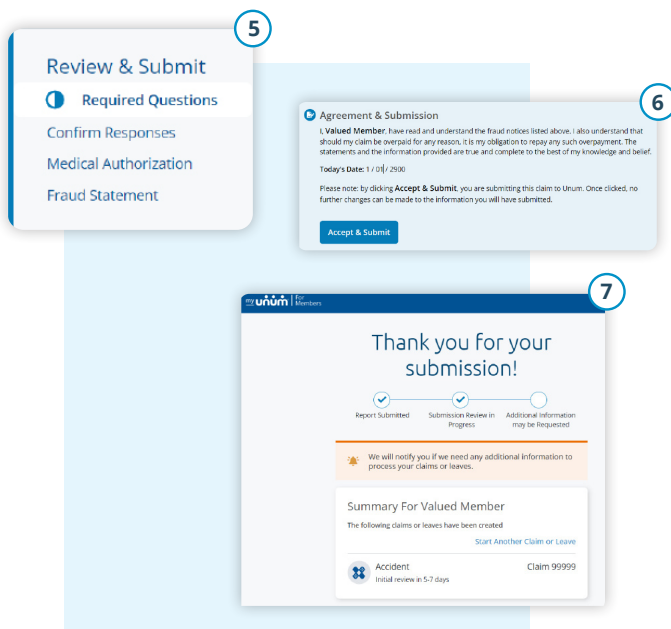 5
Review & Submit
Required Questions
Confirm Responses
Medical Authorization
Fraud Statement
6
Agreement & Submission
I, Valued Member, have read and understand the fraud notices listed above. I also understand that
should my claim be overpaid for any reason, it is my obligation to repay any such overpayment. The
statements and the information provided are true and complete to the best of my knowledge and belief.
Today's Date: 1 / 01 / 2900
Please note: by clicking Accept & Submit, you are submitting this claim to Unum. Once clicked, no
further changes can be made to the information you will have submitted.
Accept & Submit
7
my unum | For
Members
Thank you for your
submission!
Report Submitted
Submission Review in
Progress
Additional Information
may be Requested
We will notify you if we need any additional information to
process your claims or leaves.
Summary For Valued Member
The following claims or leaves have been created
Start Another Claim or Leave
Accident
Claim 99999
Initial review in 5-7 days